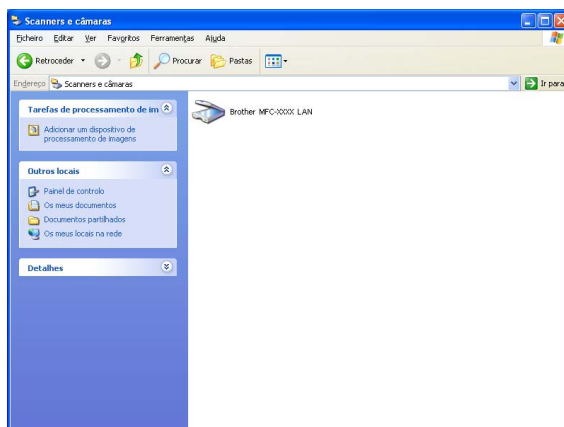 Scanners e câmaras
Ficheiro Editar Ver Favoritos Ferramentas Ajuda
Retroceder Procurar Pastas
Endereço Scanners e câmaras Ir para
Tarefas de processamento de im
Adicionar um dispositivo de
processamento de imagens
Brother MFC-XXXX LAN
Outros locais
Painel de controlo
Os meus documentos
Documentos partilhados
Os meus locais na rede
Detalhes